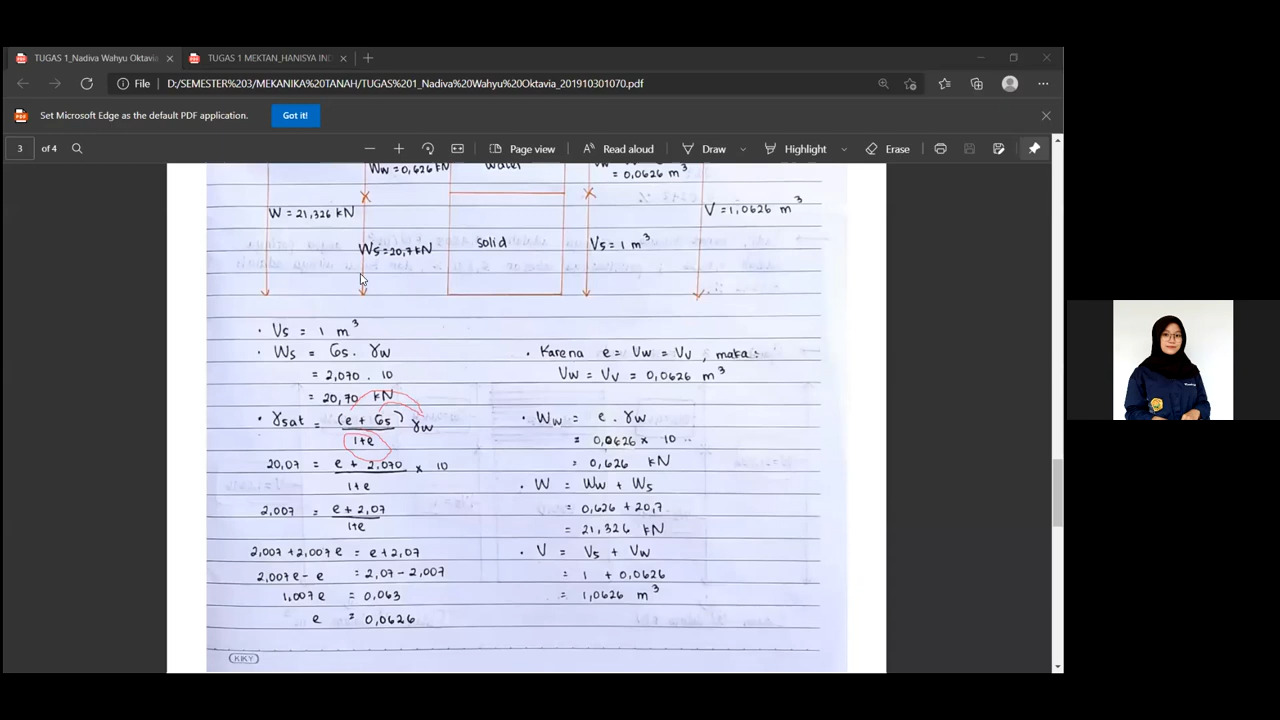 TUGAS 1_Nadiva Wahyu Oktavia
TUGAS 1 MEKTAN_HANISYA IND
File D:/SEMESTER%203/MEKANIKA%20TANAH/TUGAS%201_Nadiva%20Wahyu%20Oktavia_201910301070.pdf
Set Microsoft Edge as the default PDF application. Got it!
3 of 4 Page view Read aloud Draw Highlight Erase
Ww = 0,626 KN
water
= 0,0626 m³
W = 21,326 KN
V = 1,0626 m³
Ws = 20,7 KN
solid
Vs = 1 m³
· Vs = 1 m³
· Ws = Gs . γw
= 2,070 . 10
= 20,70 KN
· γsat = (e + Gs) γw
1+e
20,07 = e + 2,070 × 10
1+e
2,007 = e + 2,07
1+e
2,007 + 2,007 e = e + 2,07
2,007e - e = 2,07 - 2,007
1,007 e = 0,063
e = 0,0626
· Karena e = Vw = Vv , maka :
Vw = Vv = 0,0626 m³
· Ww = e . γw
= 0,0626 × 10
= 0,626 KN
· W = Ww + Ws
= 0,626 + 20,7
= 21,326 KN
· V = Vs + Vw
= 1 + 0,0626
= 1,0626 m³
KIKY